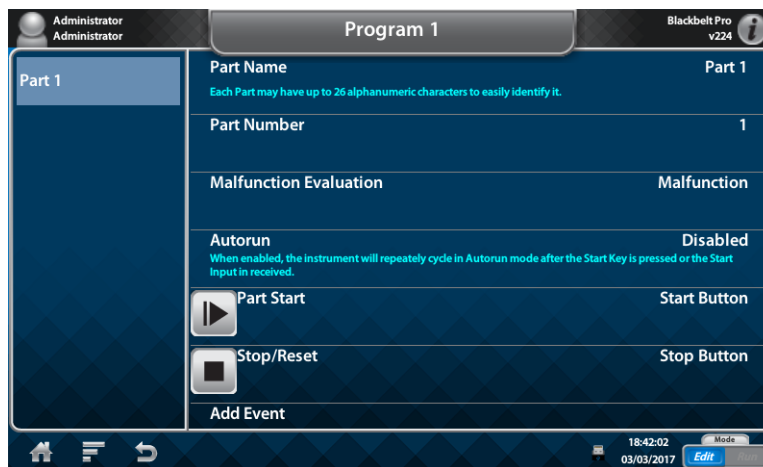 Administrator
Administrator
Program 1
Blackbelt Pro
v224
i
Part 1
Part Name
Part 1
Each Part may have up to 26 alphanumeric characters to easily identify it.
Part Number
1
Malfunction Evaluation
Malfunction
Autorun
Disabled
When enabled, the instrument will repeately cycle in Autorun mode after the Start Key is pressed or the Start
Input in received.
Part Start
Start Button
Stop/Reset
Stop Button
Add Event
18:42:02
03/03/2017
Mode
Edit
Run